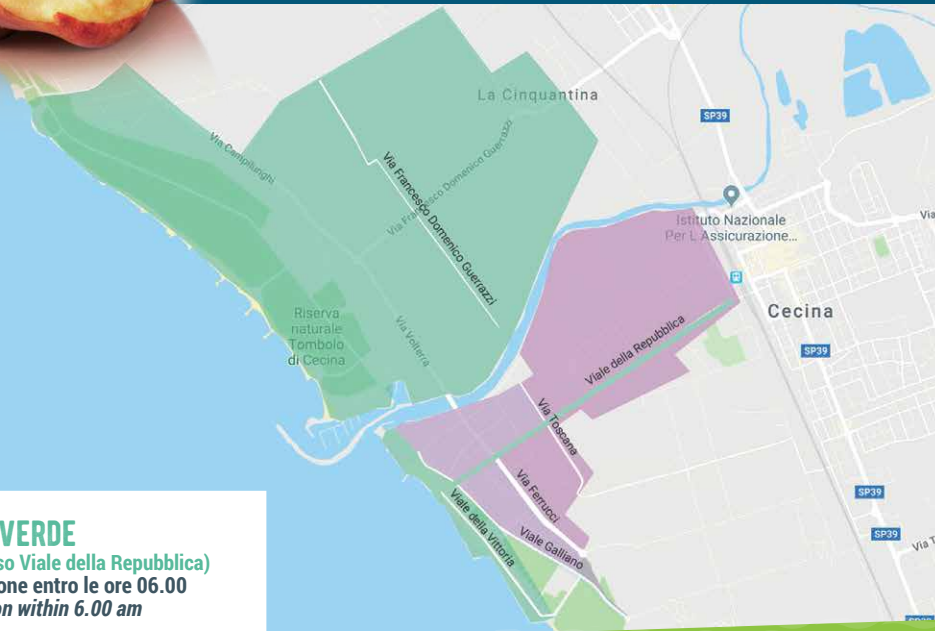 La Cinquantina
SP39
Via Campilunghi
Via Francesco Domenico Guerrazzi
Via Francesco Domenico Guerrazzi
Istituto Nazionale
Per L Assicurazione...
Via
Cecina
Riserva
naturale
Tombolo
di Cecina
Via Volterra
Viale della Repubblica
SP39
Via Toscana
Via Ferrucci
Viale della Vittoria
Viale Galliano
SP39
SP39
VERDE
so Viale della Repubblica)
one entro le ore 06.00
on within 6.00 am